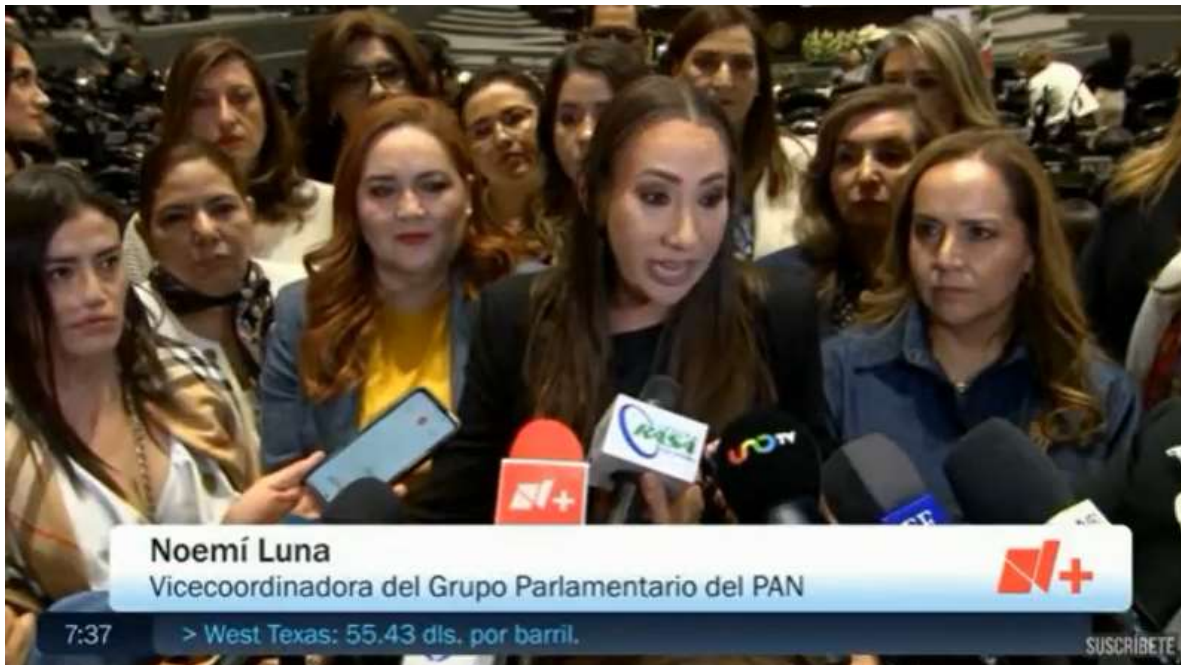 RASA
UNO TV
N+
Noemí Luna
Vicecoordinadora del Grupo Parlamentario del PAN
N+
7:37
> West Texas: 55.43 dls. por barril.
SUSCRÍBETE